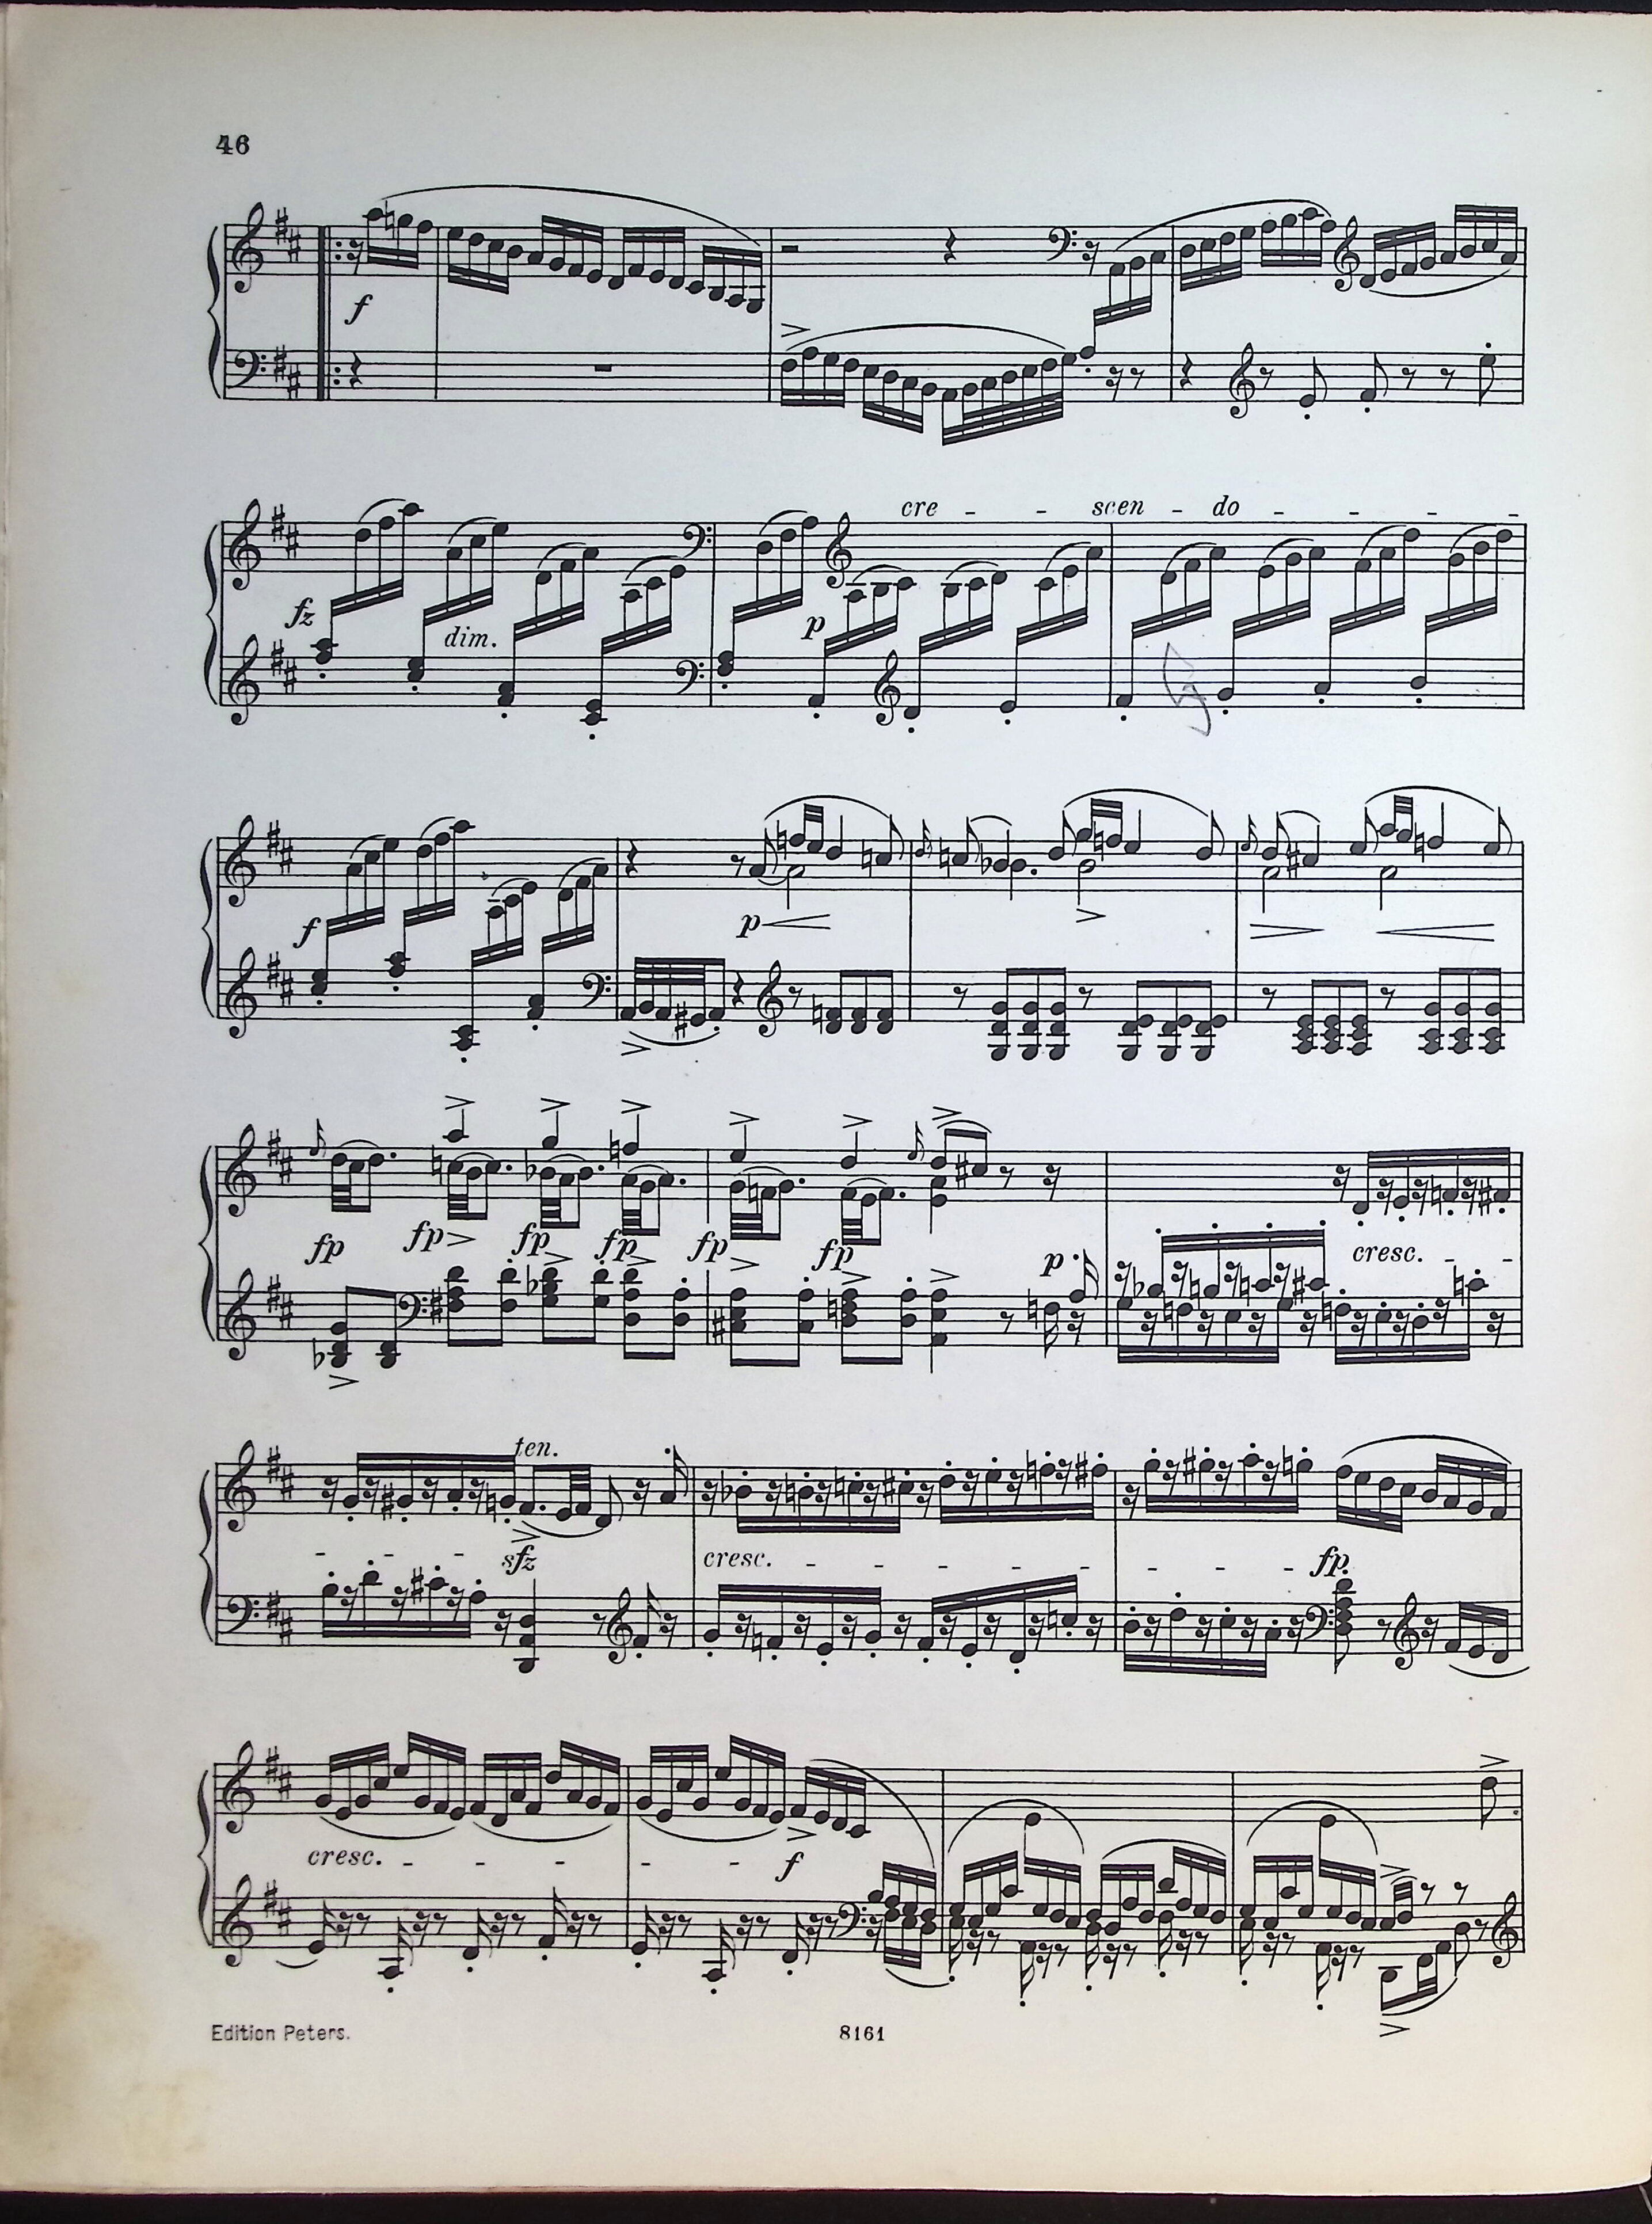 46
f
cre - - scen - do - - - -
fz dim. p
f p
fp fp fp fp fp fp p cresc. - -
ten.
- - - sfz cresc. - - - - - - - - fp
cresc. - - - - - f
Edition Peters. 8161